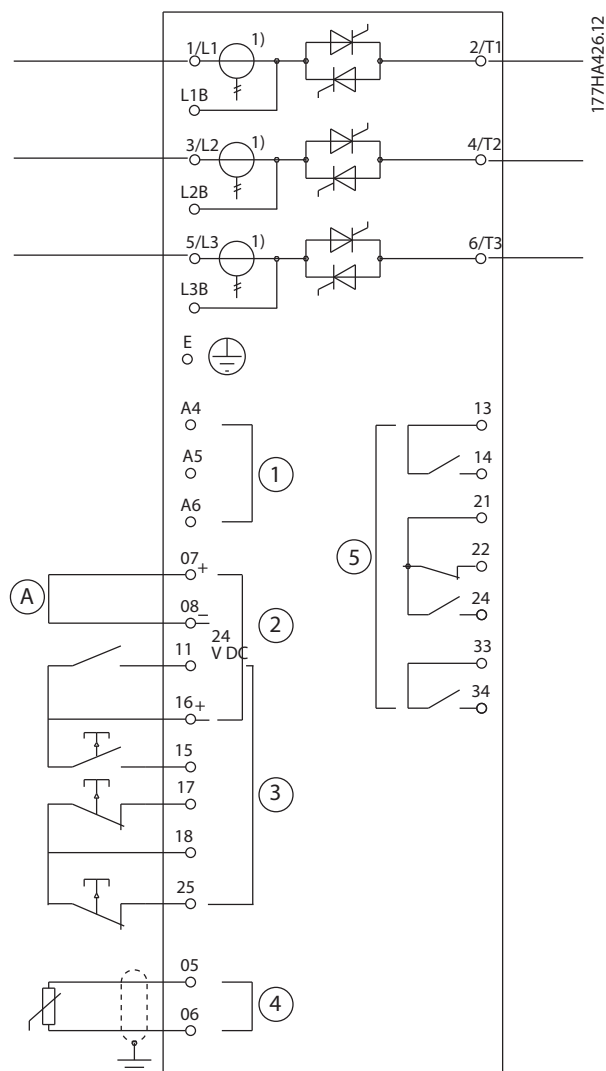 177HA426.12
1/L1 1) 2/T1
L1B
3/L2 1) 4/T2
L2B
5/L3 1) 6/T3
L3B
E
A4
A5
A6
1
07 +
A
08 –
24
V DC
2
11
16 +
15
17
3
18
25
05
06
4
13
14
21
5
22
24
33
34